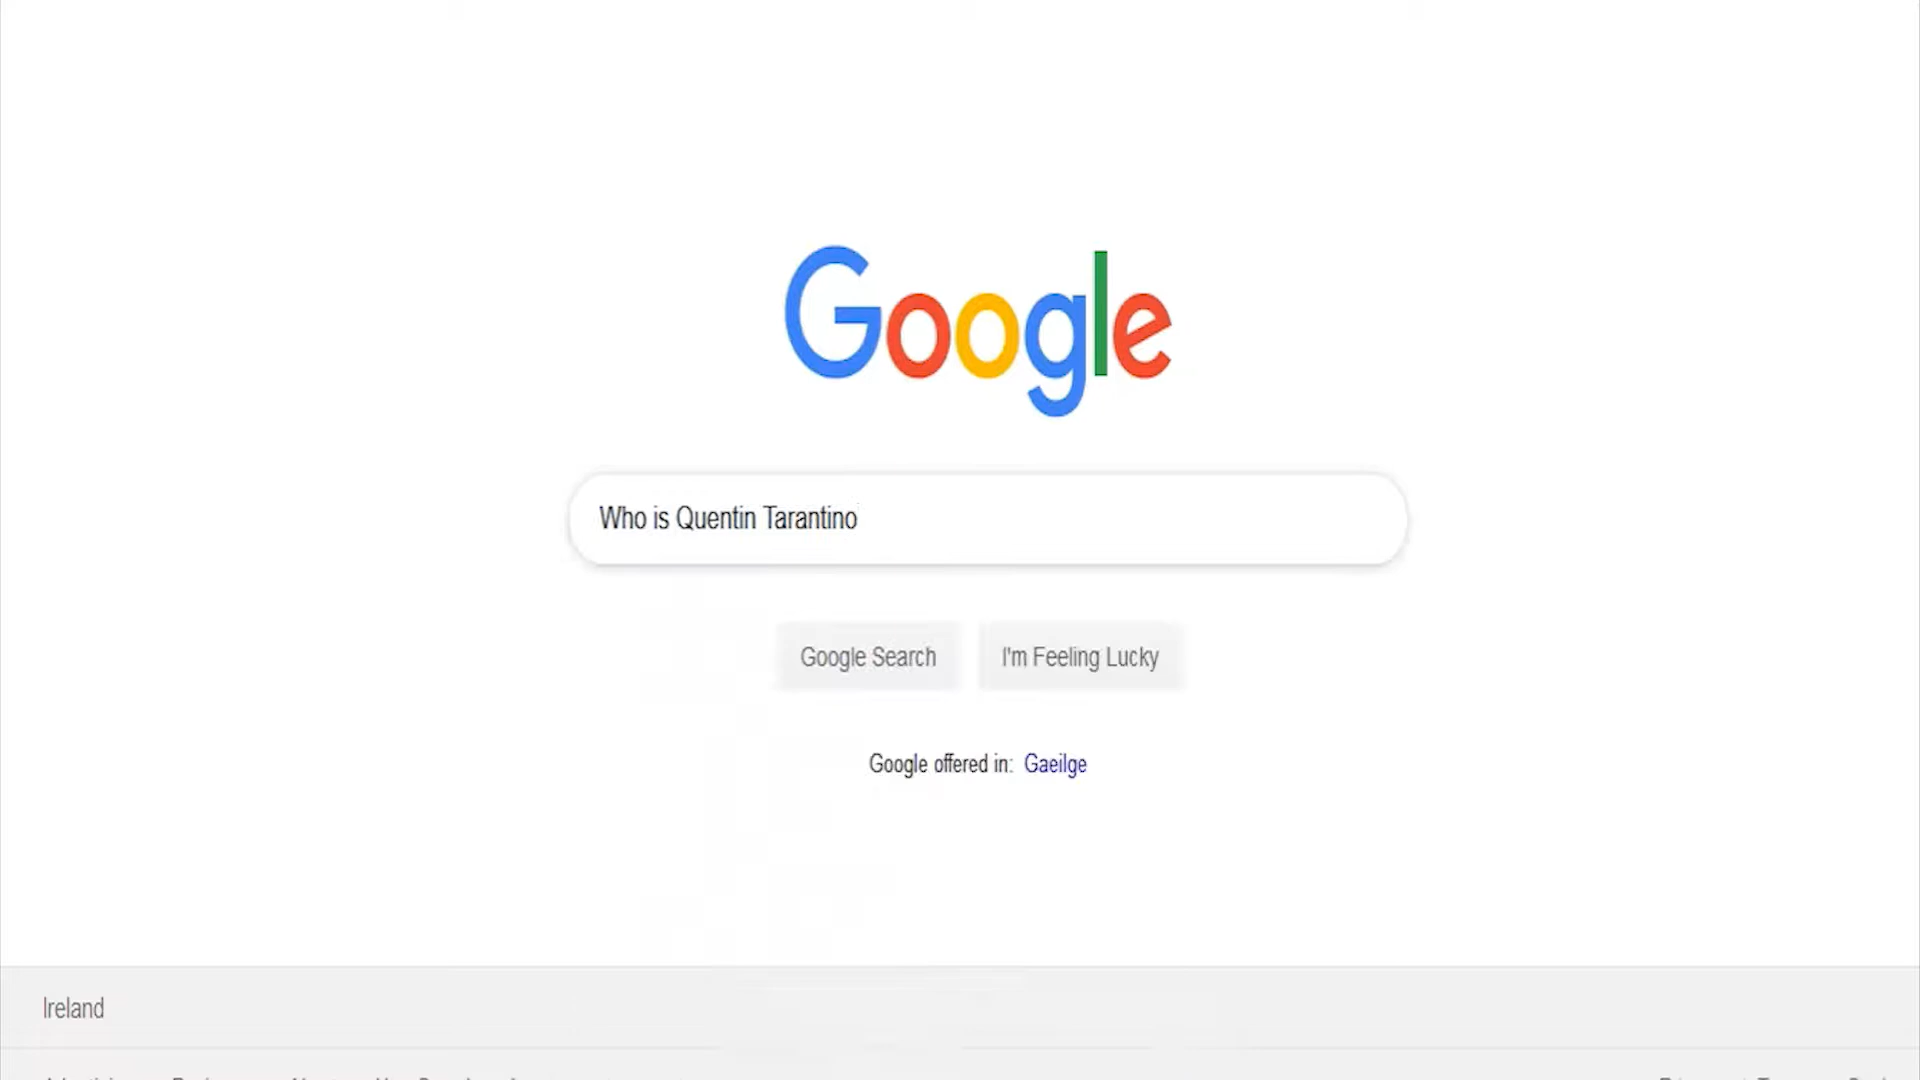 Google
Who is Quentin Tarantino
Google Search
I'm Feeling Lucky
Google offered in: Gaeilge
Ireland